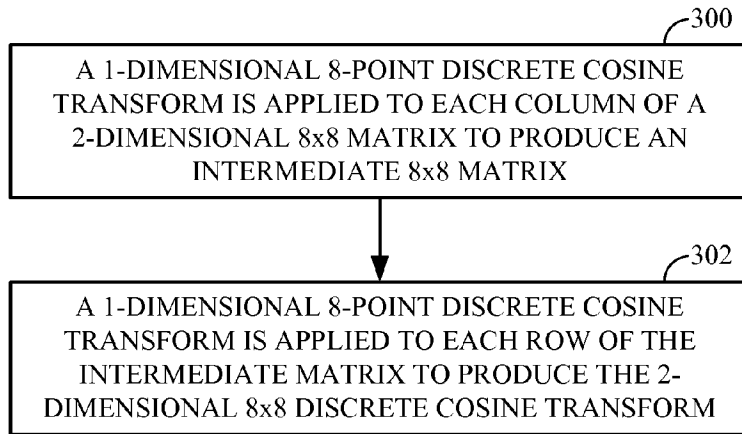 300
A 1-DIMENSIONAL 8-POINT DISCRETE COSINE
TRANSFORM IS APPLIED TO EACH COLUMN OF A
2-DIMENSIONAL 8x8 MATRIX TO PRODUCE AN
INTERMEDIATE 8x8 MATRIX
302
A 1-DIMENSIONAL 8-POINT DISCRETE COSINE
TRANSFORM IS APPLIED TO EACH ROW OF THE
INTERMEDIATE MATRIX TO PRODUCE THE 2-
DIMENSIONAL 8x8 DISCRETE COSINE TRANSFORM